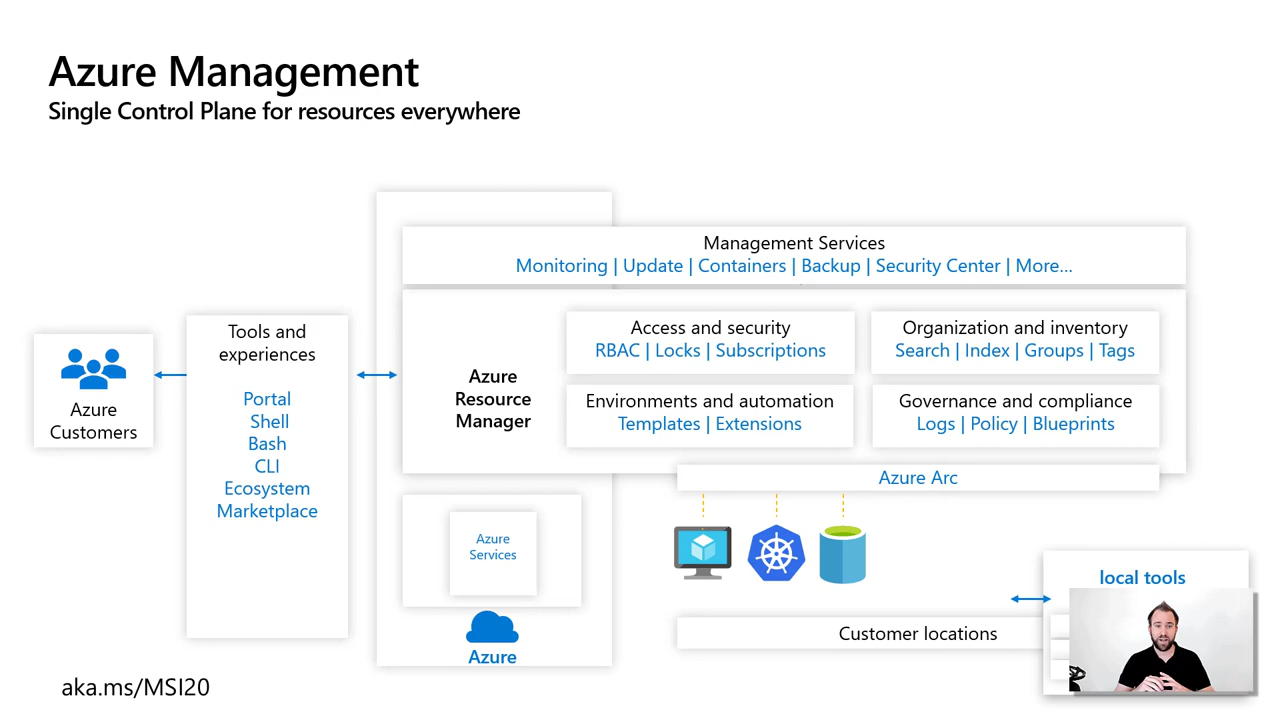 Azure Management
Single Control Plane for resources everywhere
Management Services
Monitoring | Update | Containers | Backup | Security Center | More...
Azure
Customers
Tools and
experiences
Portal
Shell
Bash
CLI
Ecosystem
Marketplace
Azure
Resource
Manager
Access and security
RBAC | Locks | Subscriptions
Organization and inventory
Search | Index | Groups | Tags
Environments and automation
Templates | Extensions
Governance and compliance
Logs | Policy | Blueprints
Azure Arc
Azure
Services
Azure
Customer locations
local tools
aka.ms/MSI20